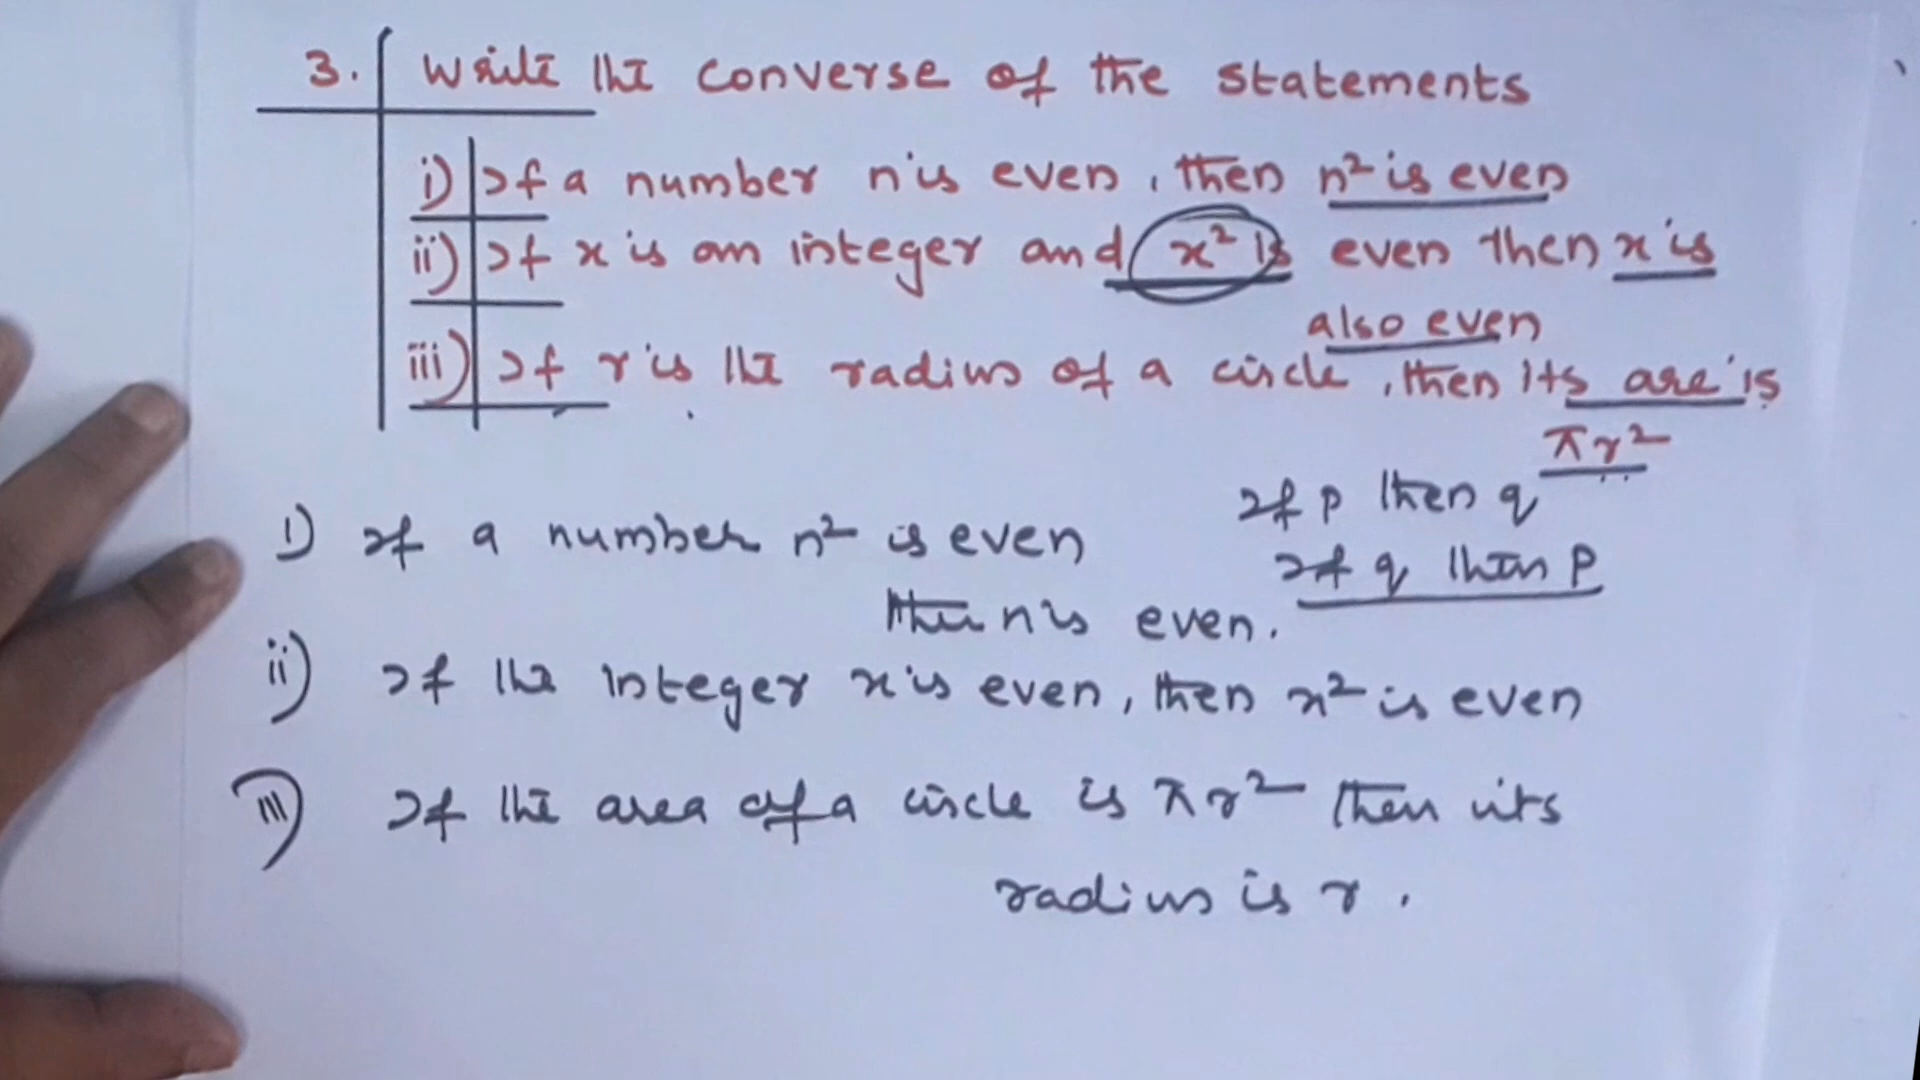 3. Write the converse of the statements
i) If a number n is even, then n² is even
ii) If x is an integer and x² is even then x is
also even
iii) If r is the radius of a circle, then its are is
πr²
If p then q
1) If a number n² is even
If q then p
then n is even.
ii) If the integer x is even, then x² is even
iii) If the area of a circle is πr² then its
radius is r.